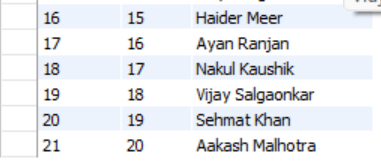 16 15 Haider Meer
17 16 Ayan Ranjan
18 17 Nakul Kaushik
19 18 Vijay Salgaonkar
20 19 Sehmat Khan
21 20 Aakash Malhotra